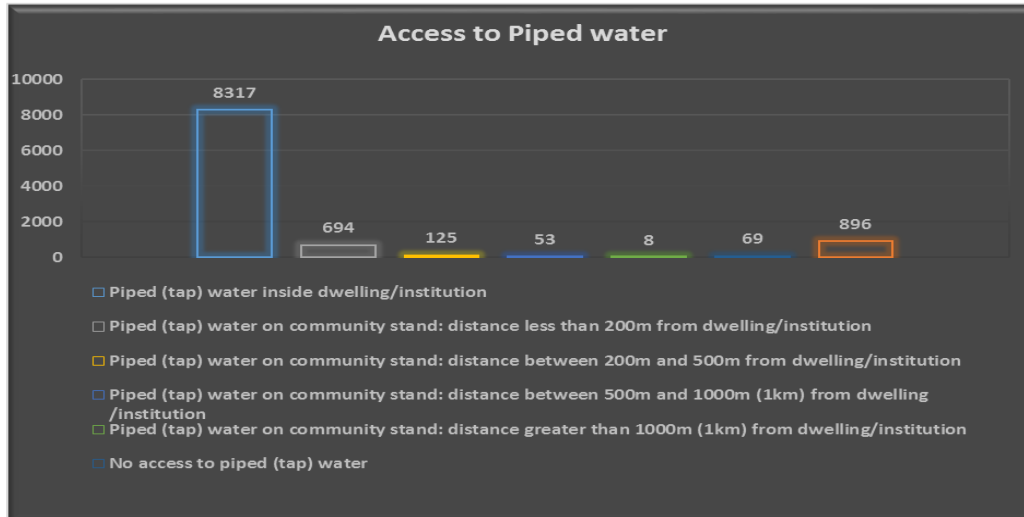 Access to Piped water
10000
8000
6000
4000
2000
0
8317
694
125
53
8
69
896
Piped (tap) water inside dwelling/institution
Piped (tap) water on community stand: distance less than 200m from dwelling/institution
Piped (tap) water on community stand: distance between 200m and 500m from dwelling/institution
Piped (tap) water on community stand: distance between 500m and 1000m (1km) from dwelling
/institution
Piped (tap) water on community stand: distance greater than 1000m (1km) from dwelling/institution
No access to piped (tap) water